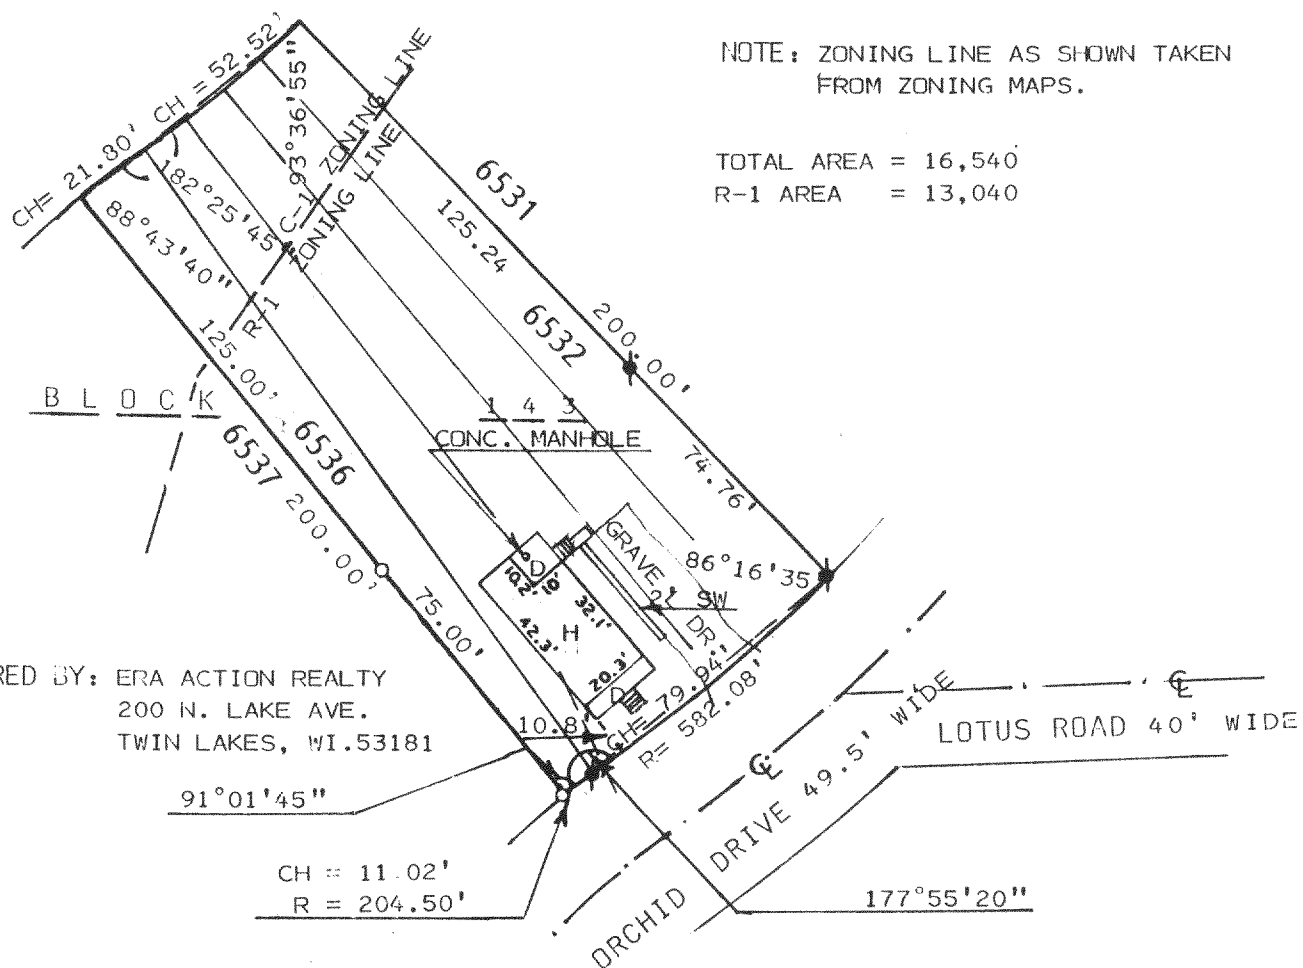 NOTE: ZONING LINE AS SHOWN TAKEN
FROM ZONING MAPS.
TOTAL AREA = 16,540
R-1 AREA = 13,040
CH= 21.80'
CH = 52.52'
93°36'55"
182°25'45
88°43'40"
C-1 ZONING LINE
R-1 ZONING LINE
6531
125.24
200.00'
6532
74.76'
125.00'
BLOCK
143
6536
6537
200.00'
75.00'
CONC. MANHOLE
D
10.2'
10'
32.1'
42.3'
H
20.3'
D
GRAVEL DR.
2' SW
86°16'35
CH= 79.94'
R= 582.08'
10.8
RED BY: ERA ACTION REALTY
200 N. LAKE AVE.
TWIN LAKES, WI.53181
91°01'45"
CH = 11.02'
R = 204.50'
177°55'20"
ORCHID DRIVE 49.5' WIDE
LOTUS ROAD 40' WIDE